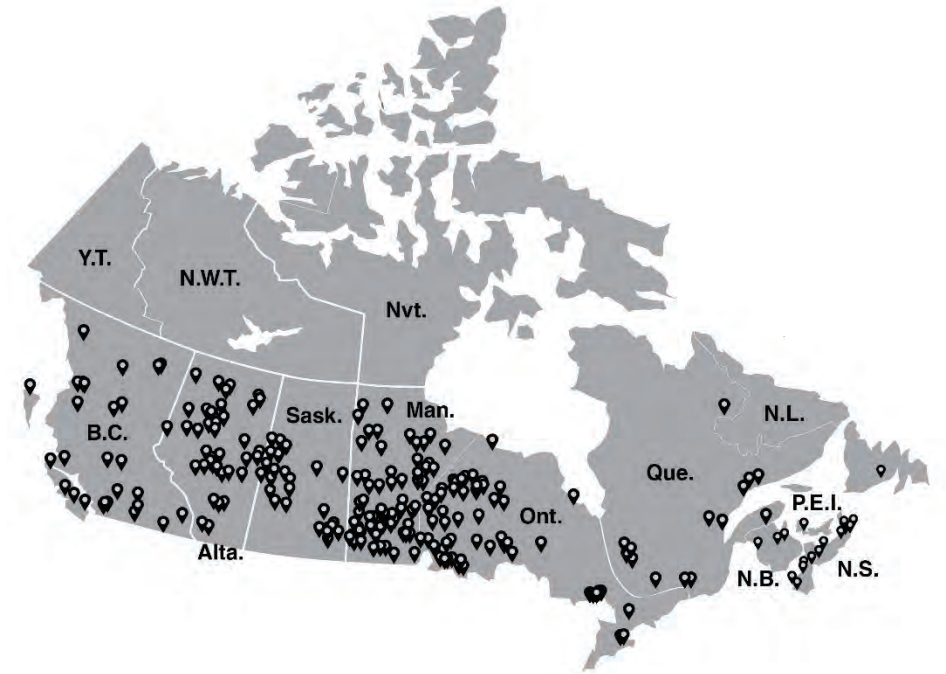 Y.T.
N.W.T.
Nvt.
B.C.
Alta.
Sask.
Man.
Ont.
Que.
N.L.
P.E.I.
N.B.
N.S.